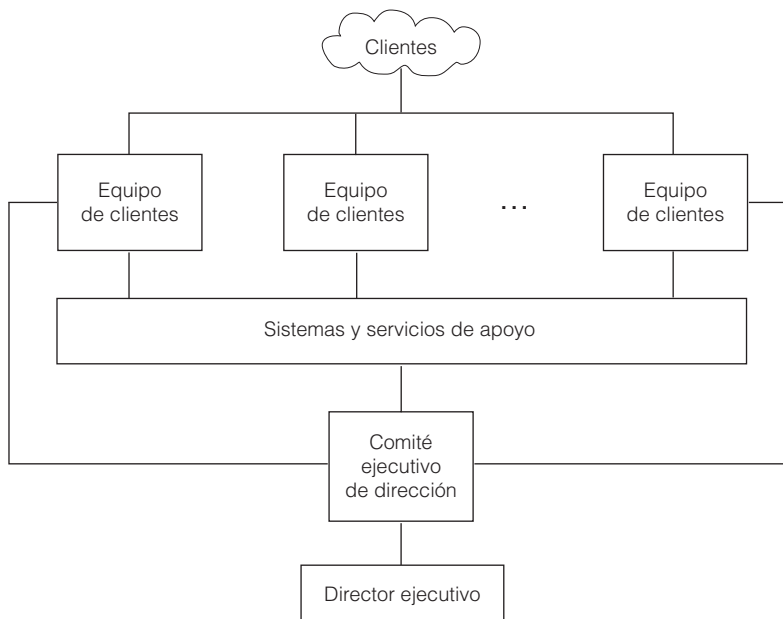 Clientes
Equipo
de clientes
Equipo
de clientes
...
Equipo
de clientes
Sistemas y servicios de apoyo
Comité
ejecutivo
de dirección
Director ejecutivo